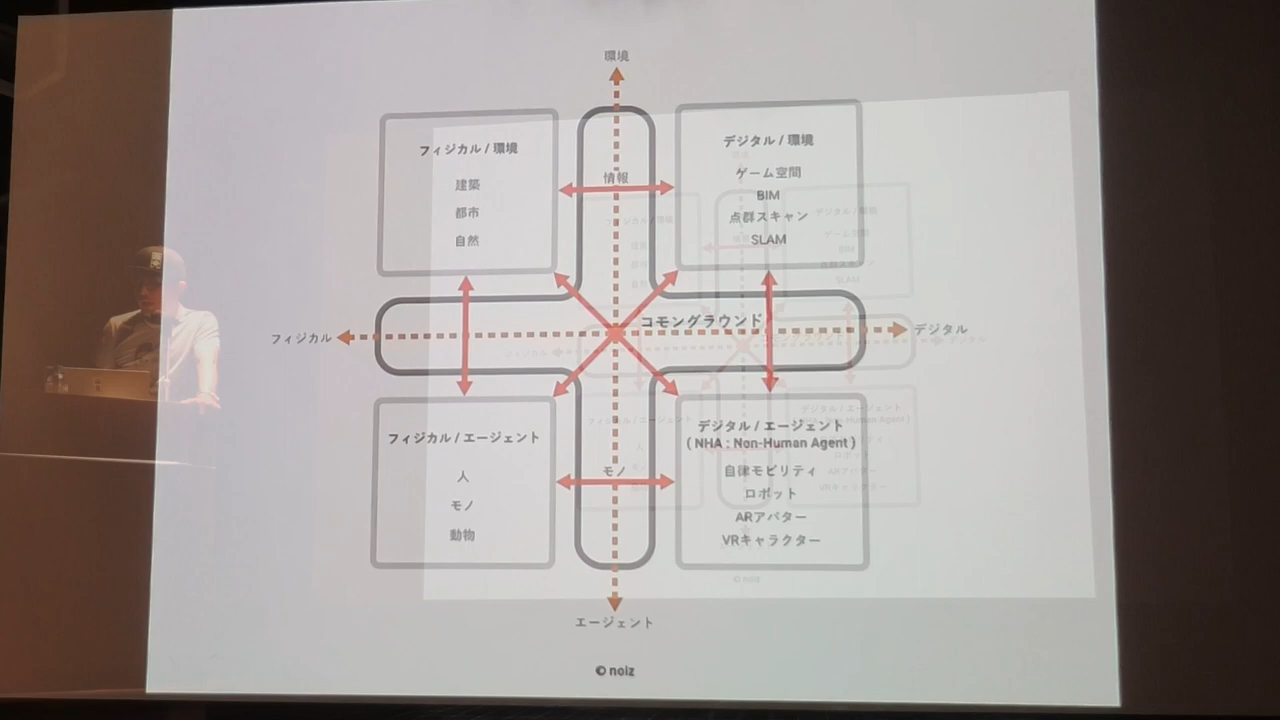 環境
フィジカル / 環境
建築
都市
自然
情報
デジタル / 環境
ゲーム空間
BIM
点群スキャン
SLAM
フィジカル
コモングラウンド
デジタル
フィジカル / エージェント
人
モノ
動物
モノ
デジタル / エージェント
( NHA : Non-Human Agent )
自律モビリティ
ロボット
ARアバター
VRキャラクター
エージェント
© noiz